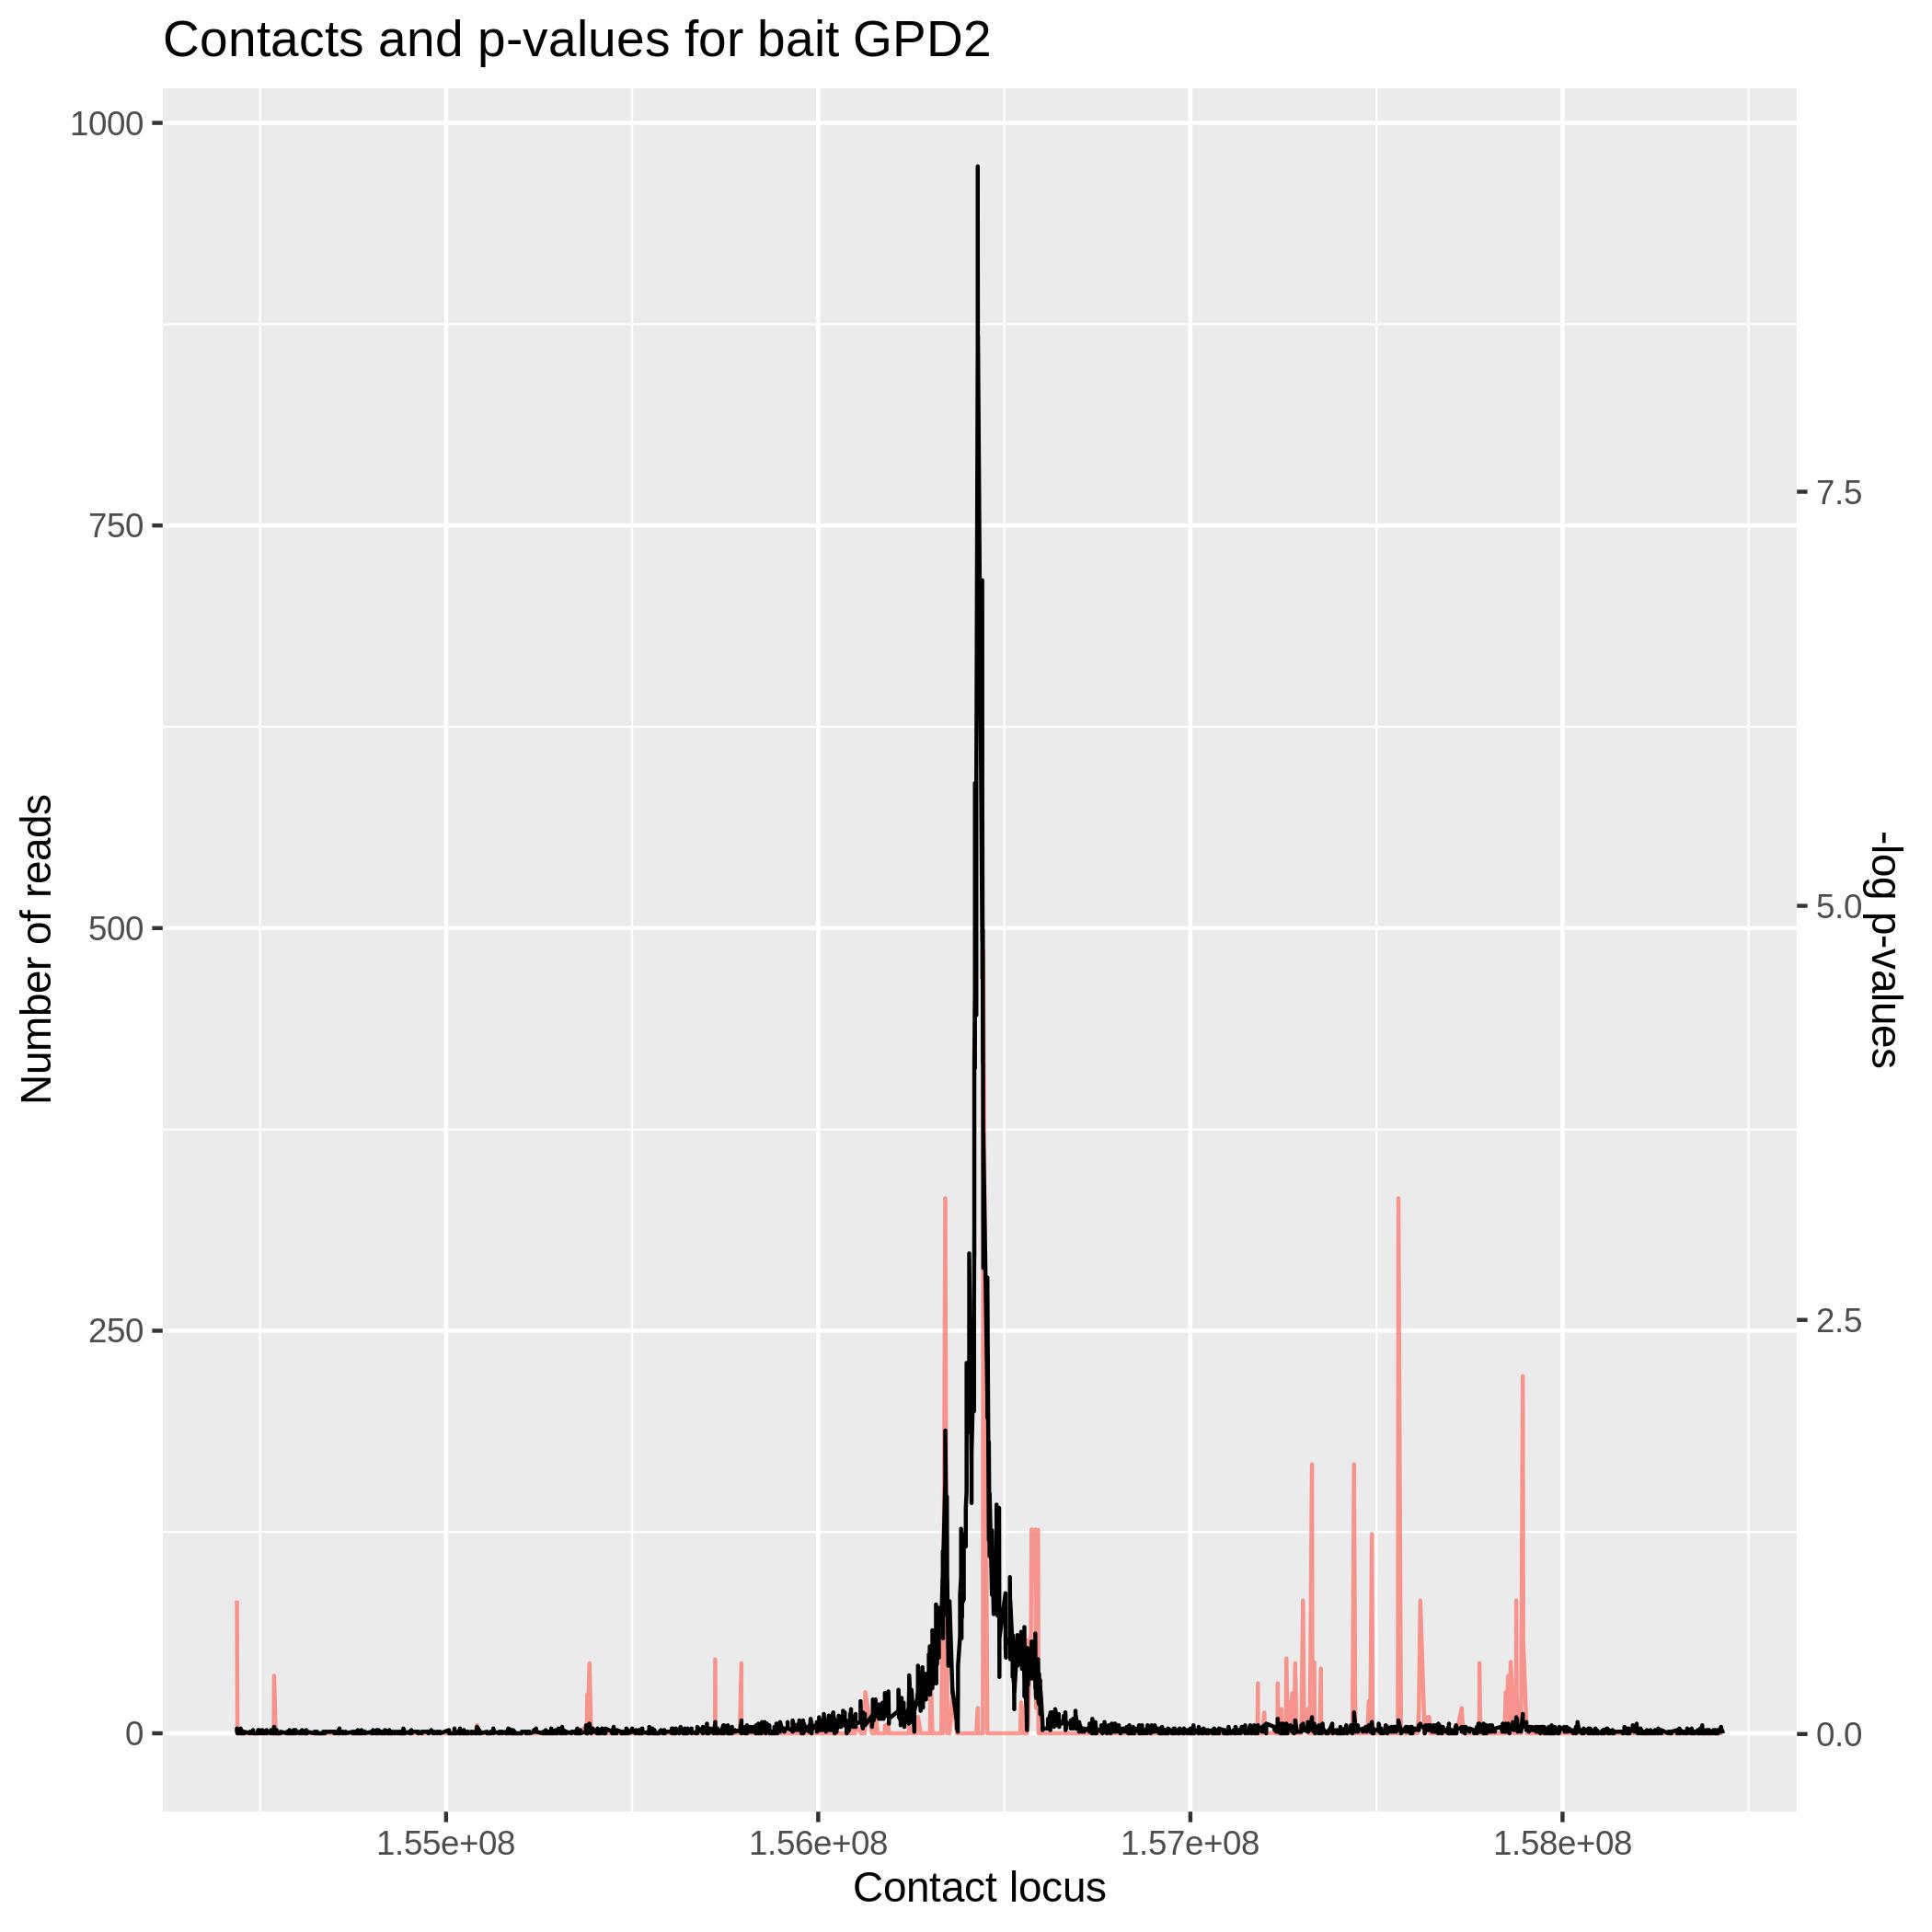 Contacts and p-values for bait GPD2
1000
750
500
250
0
Number of reads
7.5
5.0
2.5
0.0
-log p-values
1.55e+08 1.56e+08 1.57e+08 1.58e+08
Contact locus